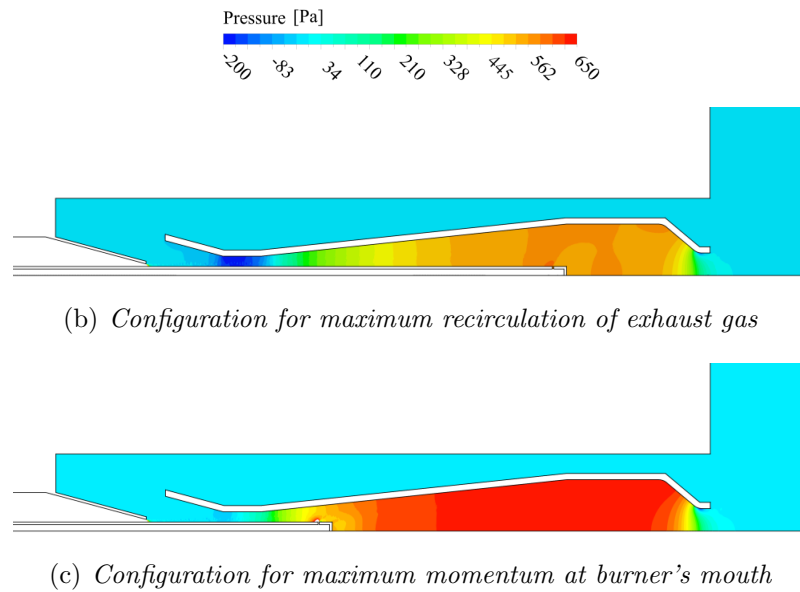 Pressure [Pa]
-200 -83 34 110 210 328 445 562 650
(b) Configuration for maximum recirculation of exhaust gas
(c) Configuration for maximum momentum at burner's mouth